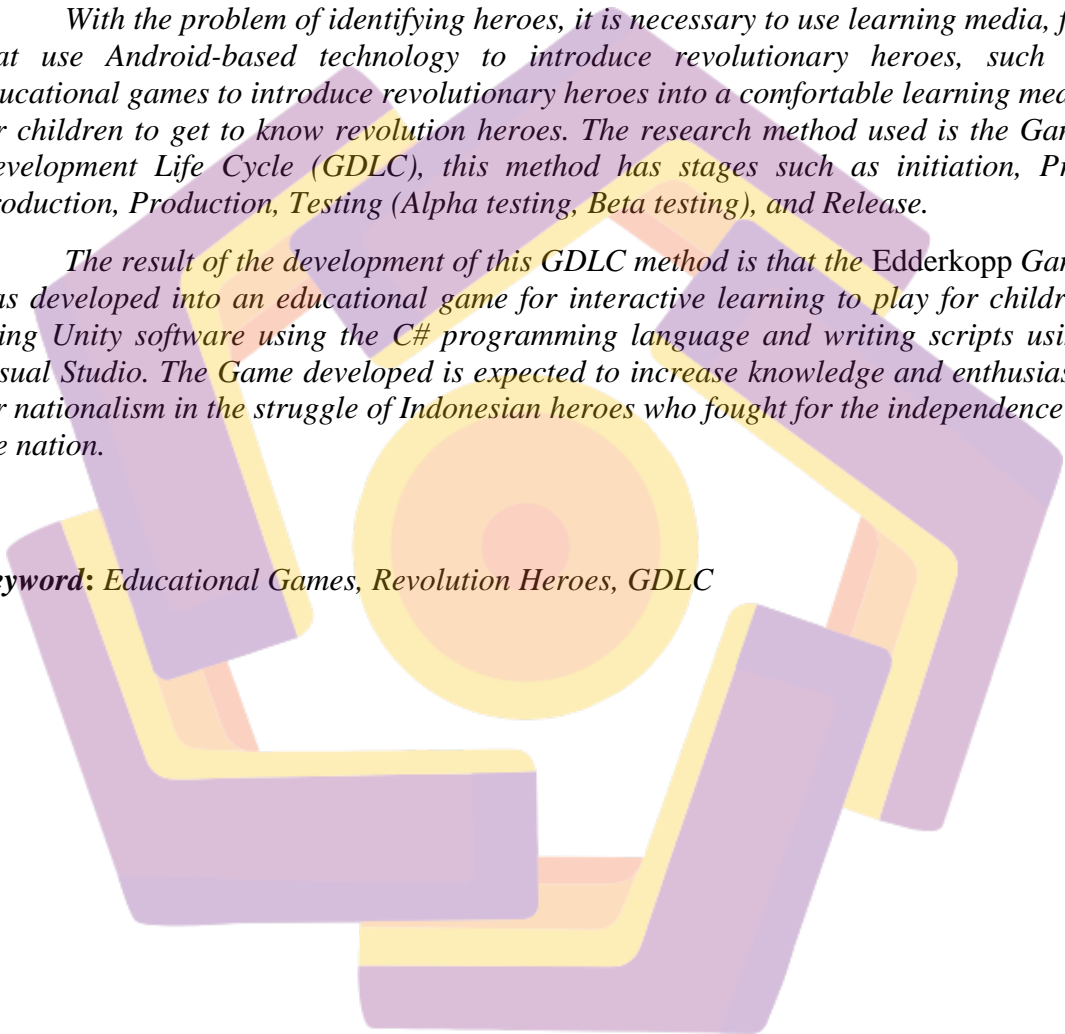 With the problem of identifying heroes, it is necessary to use learning media, f
at use Android-based technology to introduce revolutionary heroes, such
ucational games to introduce revolutionary heroes into a comfortable learning med
r children to get to know revolution heroes. The research method used is the Gam
evelopment Life Cycle (GDLC), this method has stages such as initiation, Pr
roduction, Production, Testing (Alpha testing, Beta testing), and Release.
The result of the development of this GDLC method is that the Edderkopp Gam
as developed into an educational game for interactive learning to play for childr
ing Unity software using the C# programming language and writing scripts usi
sual Studio. The Game developed is expected to increase knowledge and enthusias
r nationalism in the struggle of Indonesian heroes who fought for the independence
e nation.
eyword: Educational Games, Revolution Heroes, GDLC